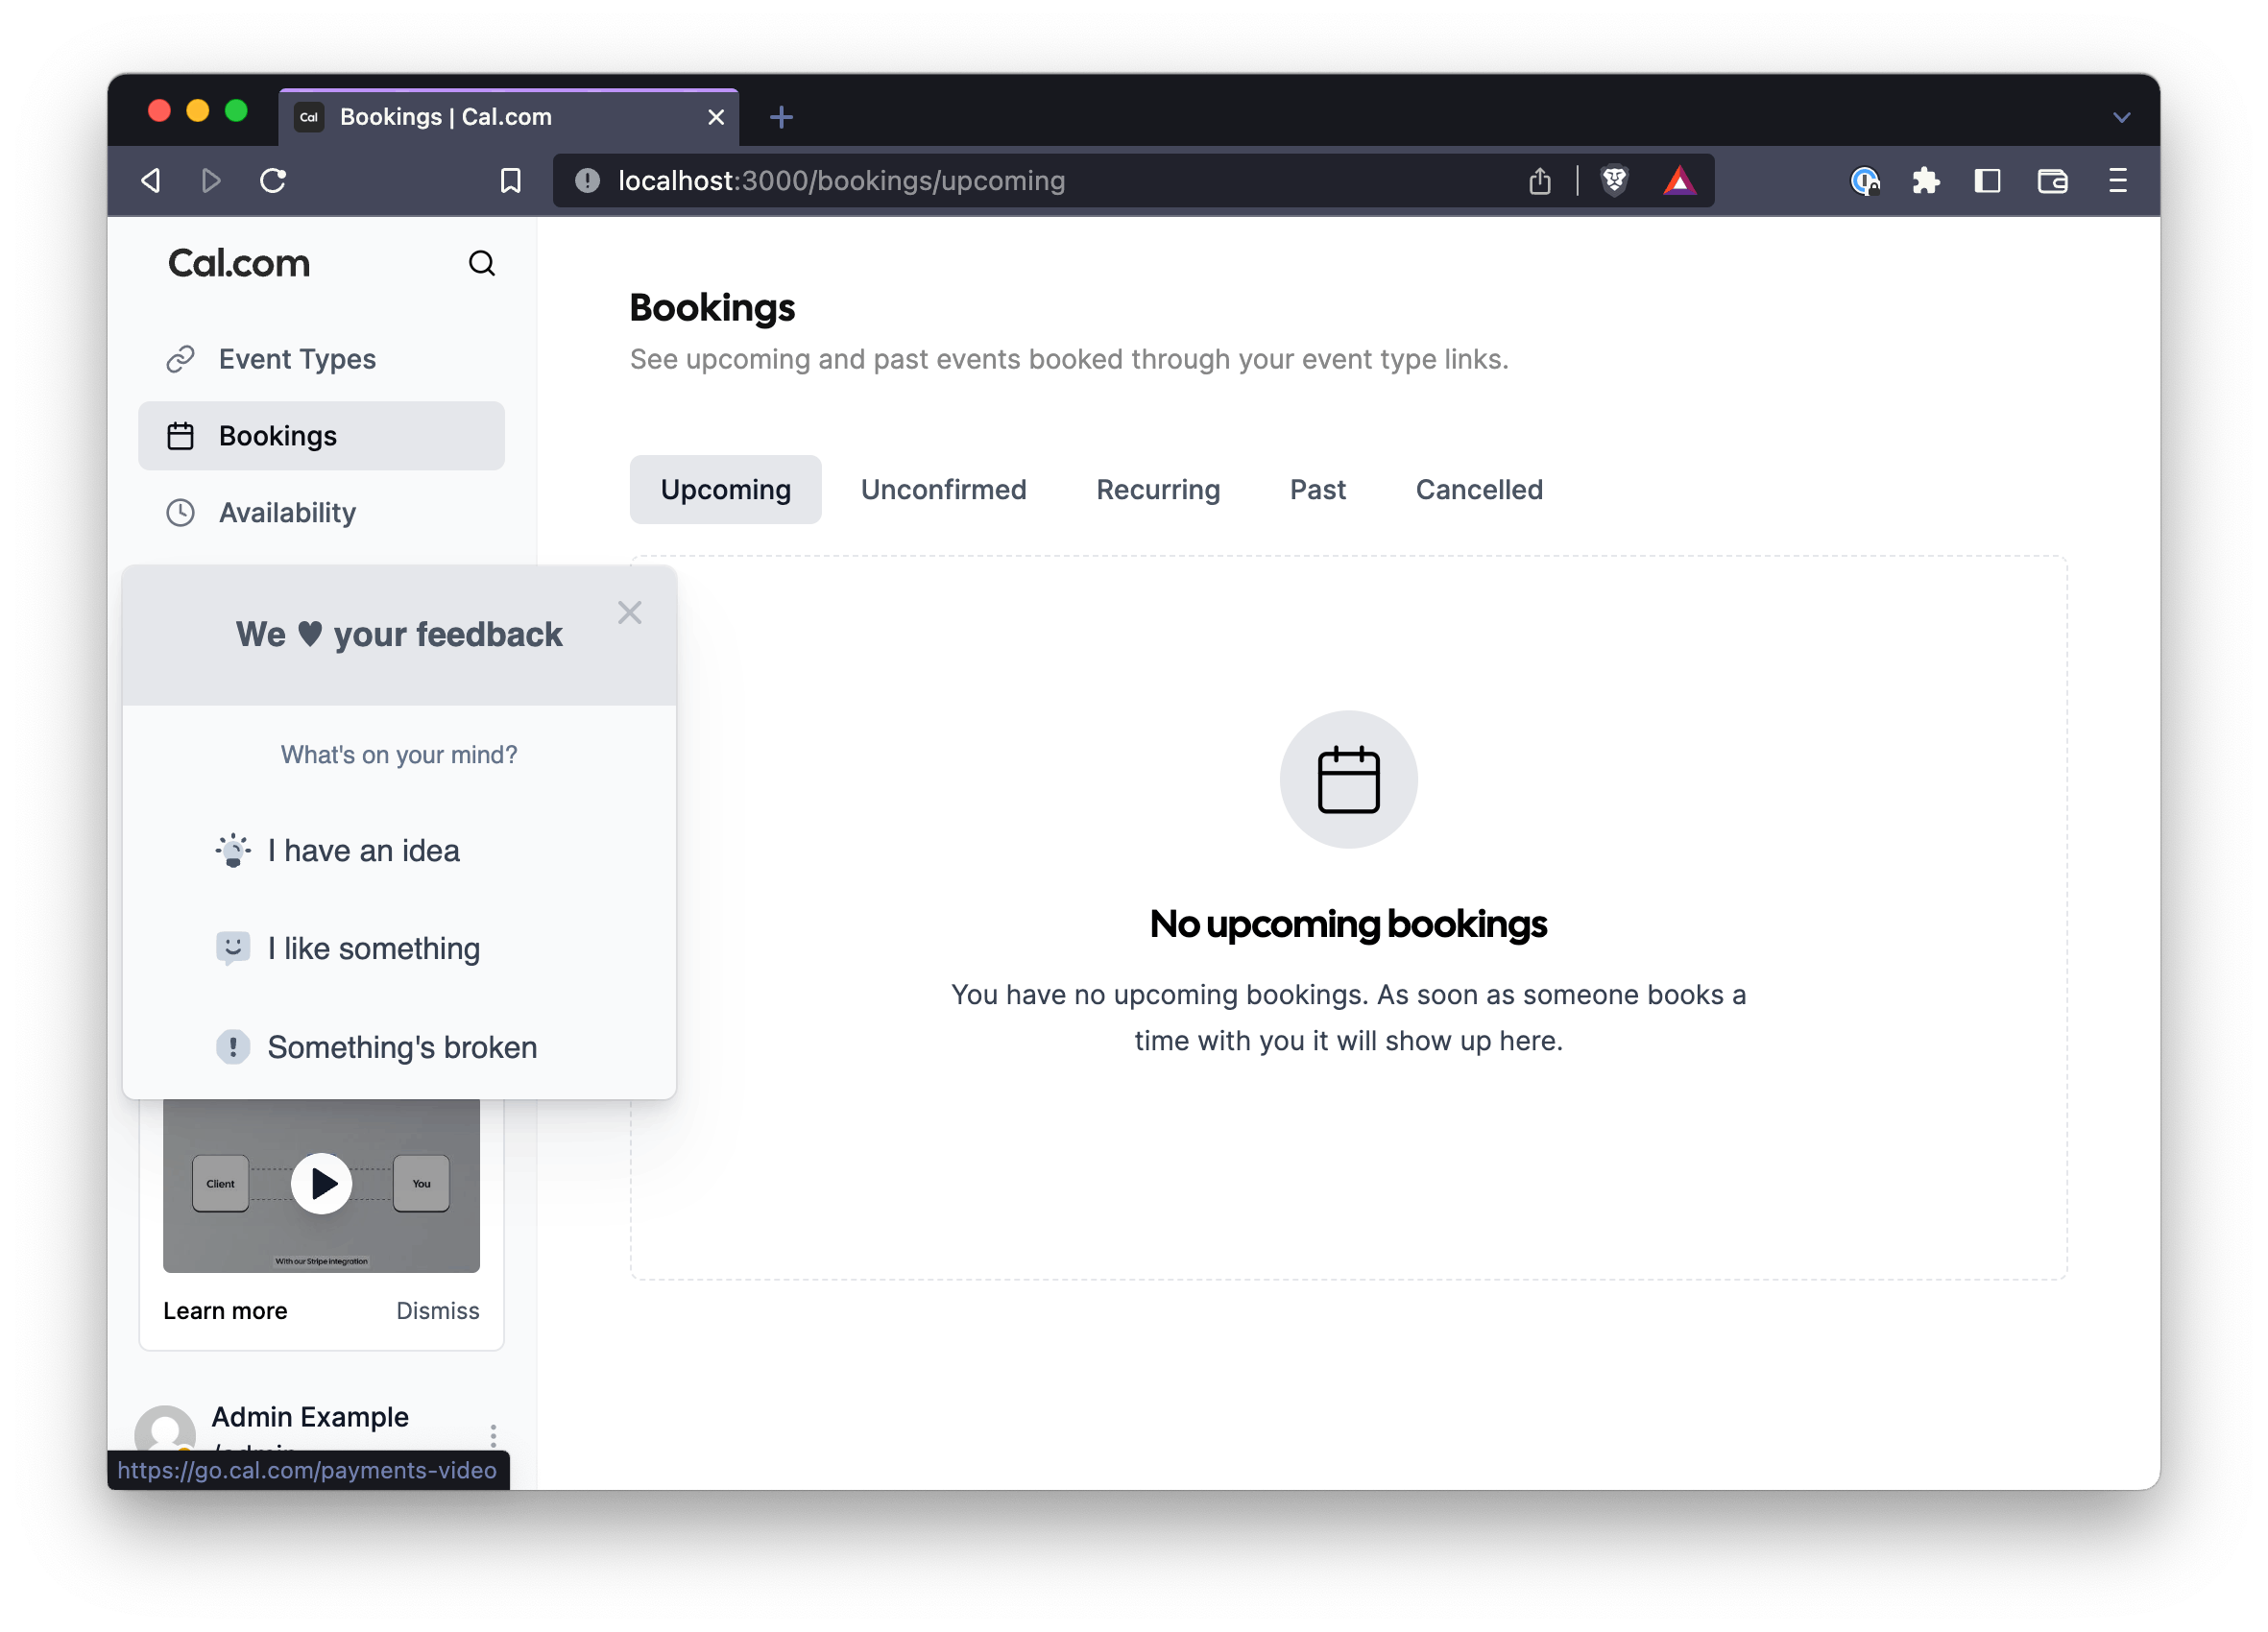 Cal
Bookings | Cal.com
localhost:3000/bookings/upcoming
Cal.com
Event Types
Bookings
Availability
We ♥ your feedback
What's on your mind?
I have an idea
I like something
Something's broken
Client
You
With our Stripe Integration
Learn more
Dismiss
Admin Example
/admin
https://go.cal.com/payments-video
Bookings
See upcoming and past events booked through your event type links.
Upcoming
Unconfirmed
Recurring
Past
Cancelled
No upcoming bookings
You have no upcoming bookings. As soon as someone books a
time with you it will show up here.